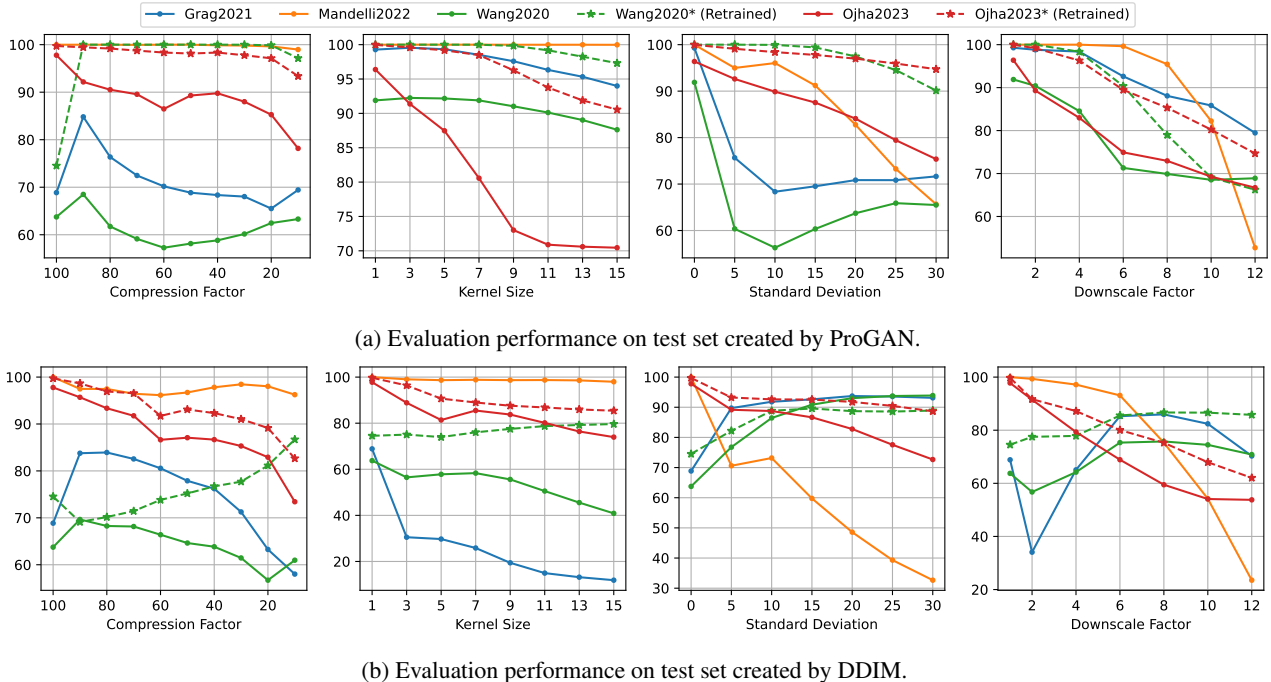 Grag2021 Mandelli2022 Wang2020 Wang2020* (Retrained) Ojha2023 Ojha2023* (Retrained)
100 90 80 70 60
100 80 60 40 20
Compression Factor
100 95 90 85 80 75 70
1 3 5 7 9 11 13 15
Kernel Size
100 90 80 70 60
0 5 10 15 20 25 30
Standard Deviation
100 90 80 70 60
2 4 6 8 10 12
Downscale Factor
(a) Evaluation performance on test set created by ProGAN.
100 90 80 70 60
100 80 60 40 20
Compression Factor
100 80 60 40 20
1 3 5 7 9 11 13 15
Kernel Size
100 90 80 70 60 50 40 30
0 5 10 15 20 25 30
Standard Deviation
100 80 60 40 20
2 4 6 8 10 12
Downscale Factor
(b) Evaluation performance on test set created by DDIM.